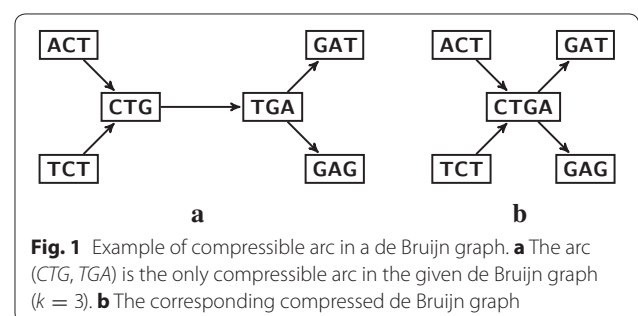 ACT GAT ACT GAT
CTG TGA CTGA
TCT GAG TCT GAG
a b
Fig. 1 Example of compressible arc in a de Bruijn graph. a The arc
(CTG, TGA) is the only compressible arc in the given de Bruijn graph
(k = 3). b The corresponding compressed de Bruijn graph